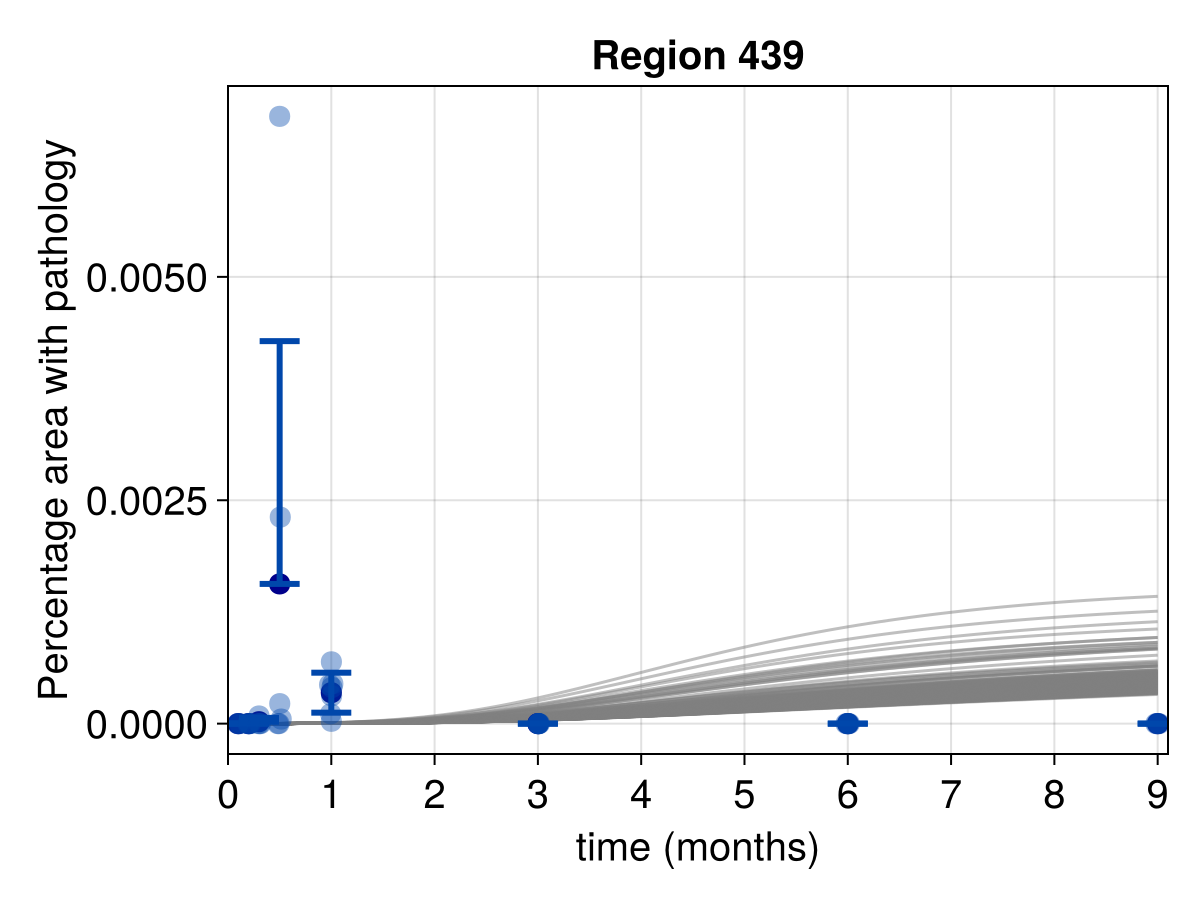 Region 439
Percentage area with pathology
0.0050
0.0025
0.0000
0 1 2 3 4 5 6 7 8 9
time (months)